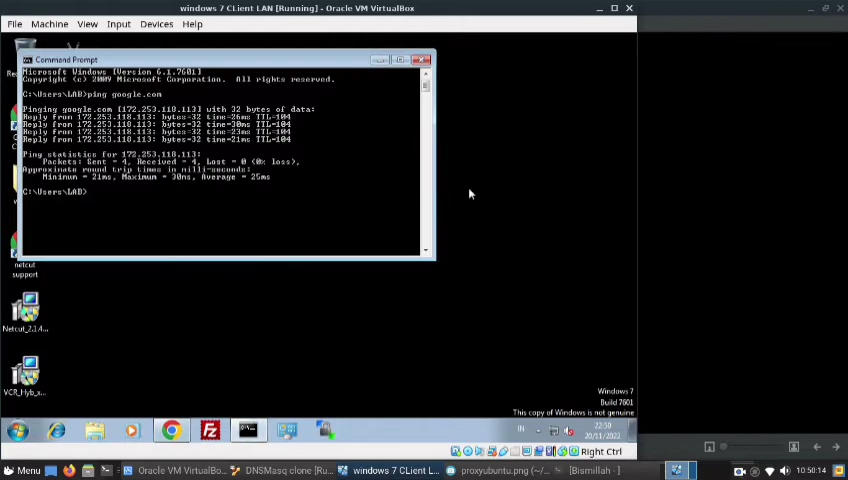 windows 7 CLient LAN [Running] - Oracle VM VirtualBox
File Machine View Input Devices Help
Command Prompt
Microsoft Windows [Version 6.1.7601]
Copyright (c) 2009 Microsoft Corporation. All rights reserved.
C:\Users\LAB>ping google.com
Pinging google.com [172.253.118.113] with 32 bytes of data:
Reply from 172.253.118.113: bytes=32 time=26ms TTL=104
Reply from 172.253.118.113: bytes=32 time=30ms TTL=104
Reply from 172.253.118.113: bytes=32 time=23ms TTL=104
Reply from 172.253.118.113: bytes=32 time=21ms TTL=104
Ping statistics for 172.253.118.113:
Packets: Sent = 4, Received = 4, Lost = 0 (0% loss),
Approximate round trip times in milli-seconds:
Minimum = 21ms, Maximum = 30ms, Average = 25ms
C:\Users\LAB>
netcut
support
Netcut_2.1.4...
VCR_Hyb_x...
Windows 7
Build 7601
This copy of Windows is not genuine
IN
22:50
20/11/2022
Right Ctrl
Menu
Oracle VM VirtualBo...
DNSMasq clone [Ru...
windows 7 CLient L...
proxyubuntu.png (~/...
[Bismillah - ]
10:50:14